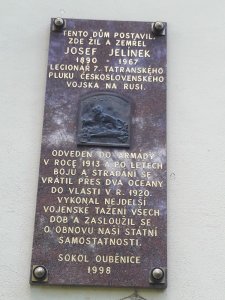 TENTO DŮM POSTAVIL,
ZDE ŽIL A ZEMŘEL
JOSEF JELÍNEK
1890 - 1967
LEGIONÁŘ 7. TATRANSKÉHO
PLUKU ČESKOSLOVENSKÉHO
VOJSKA NA RUSI.
ODVEDEN DO ARMÁDY
V ROCE 1913 A PO LETECH
BOJŮ A STRÁDÁNÍ SE
VRÁTIL PŘES DVA OCEÁNY
DO VLASTI V R. 1920.
VYKONAL NEJDELŠÍ
VOJENSKÉ TAŽENÍ VŠECH
DOB A ZASLOUŽIL SE
O OBNOVU NAŠÍ STÁTNÍ
SAMOSTATNOSTI.
SOKOL OUBĚNICE
1998